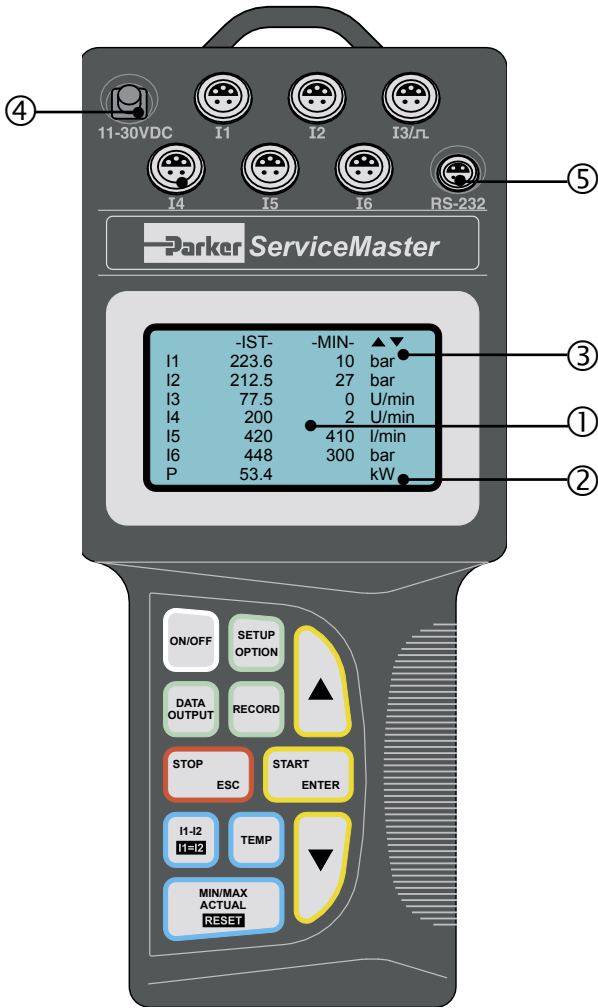 ④
11-30VDC I1 I2 I3/⎍
⑤
I4 I5 I6 RS-232
Parker ServiceMaster
-IST- -MIN- ▲ ▼
③
I1 223.6 10 bar
I2 212.5 27 bar
I3 77.5 0 U/min
I4 200 2 U/min
①
I5 420 410 l/min
I6 448 300 bar
P 53.4 kW
②
ON/OFF
SETUP
OPTION
▲
DATA
OUTPUT
RECORD
STOP
ESC
START
ENTER
I1-I2
I1=I2
TEMP
▼
MIN/MAX
ACTUAL
RESET